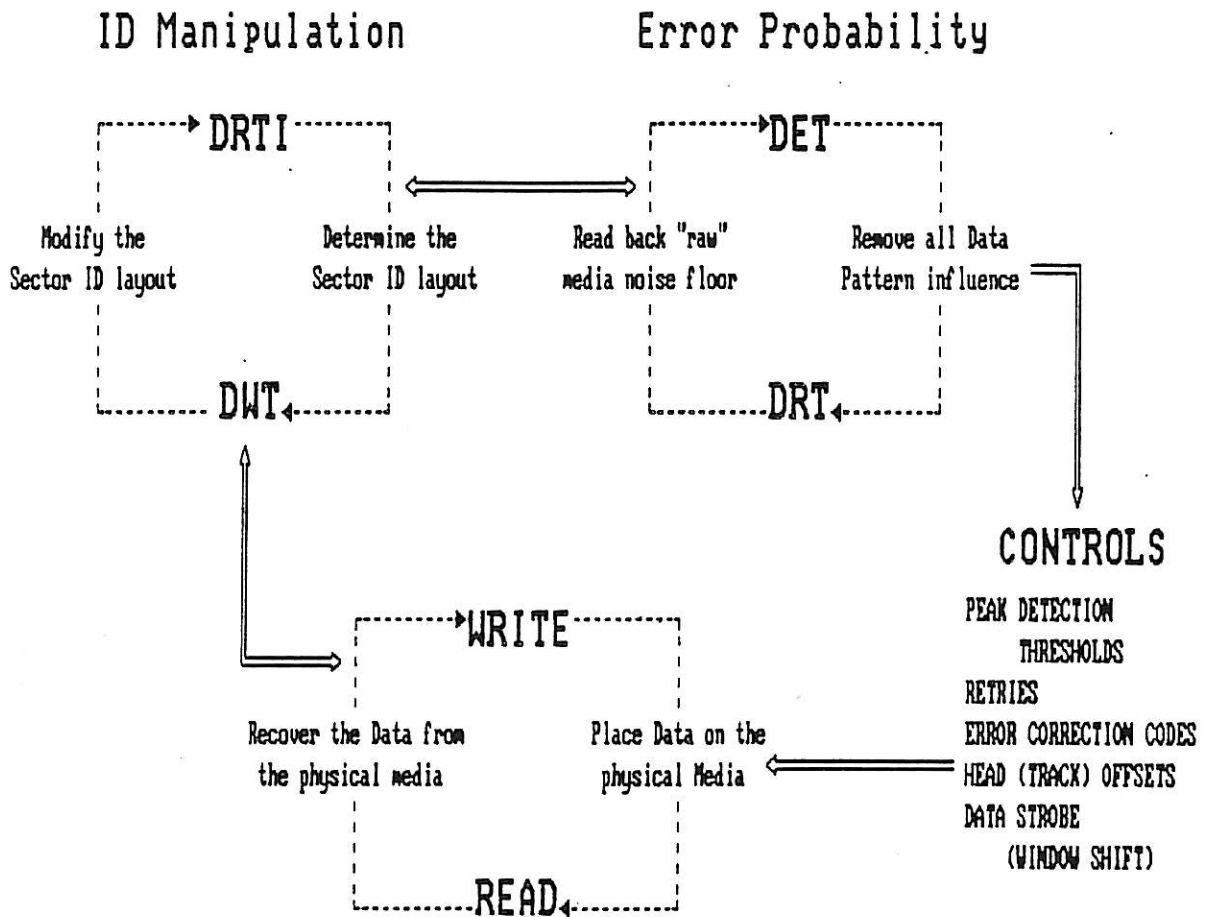 ID Manipulation
Error Probability
DRTI
DET
Modify the
Sector ID layout
Determine the
Sector ID layout
Read back "raw"
media noise floor
Remove all Data
Pattern influence
DWT
DRT
CONTROLS
PEAK DETECTION
THRESHOLDS
RETRIES
ERROR CORRECTION CODES
HEAD (TRACK) OFFSETS
DATA STROBE
(WINDOW SHIFT)
WRITE
Recover the Data from
the physical media
Place Data on the
physical Media
READ